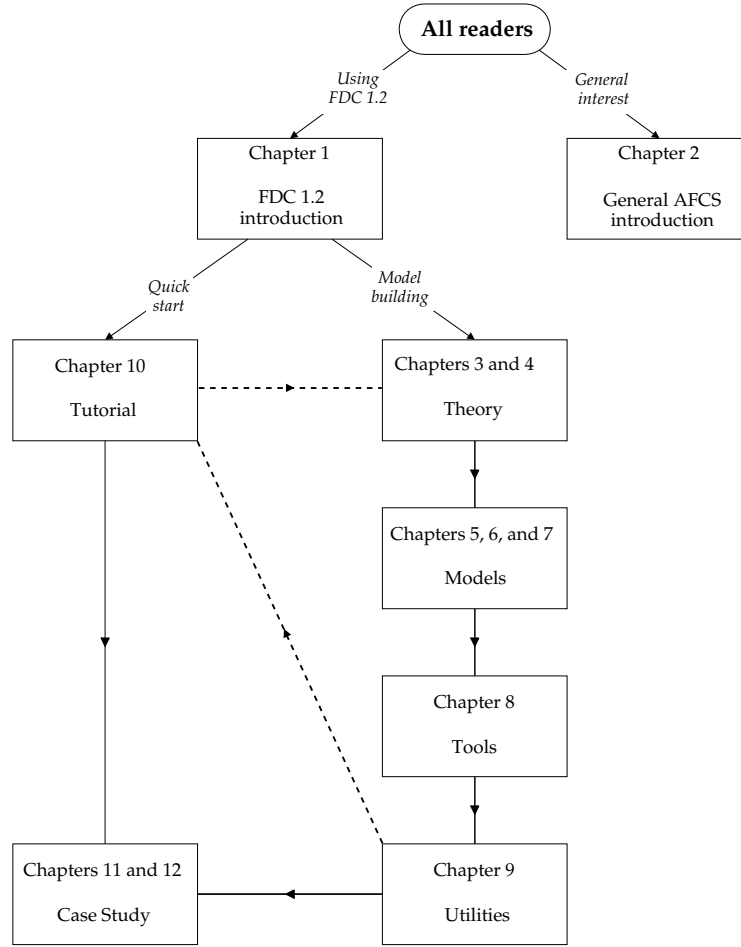 All readers
Using
FDC 1.2
General
interest
Chapter 1
FDC 1.2
introduction
Chapter 2
General AFCS
introduction
Quick
start
Model
building
Chapter 10
Tutorial
Chapters 3 and 4
Theory
Chapters 5, 6, and 7
Models
Chapter 8
Tools
Chapters 11 and 12
Case Study
Chapter 9
Utilities